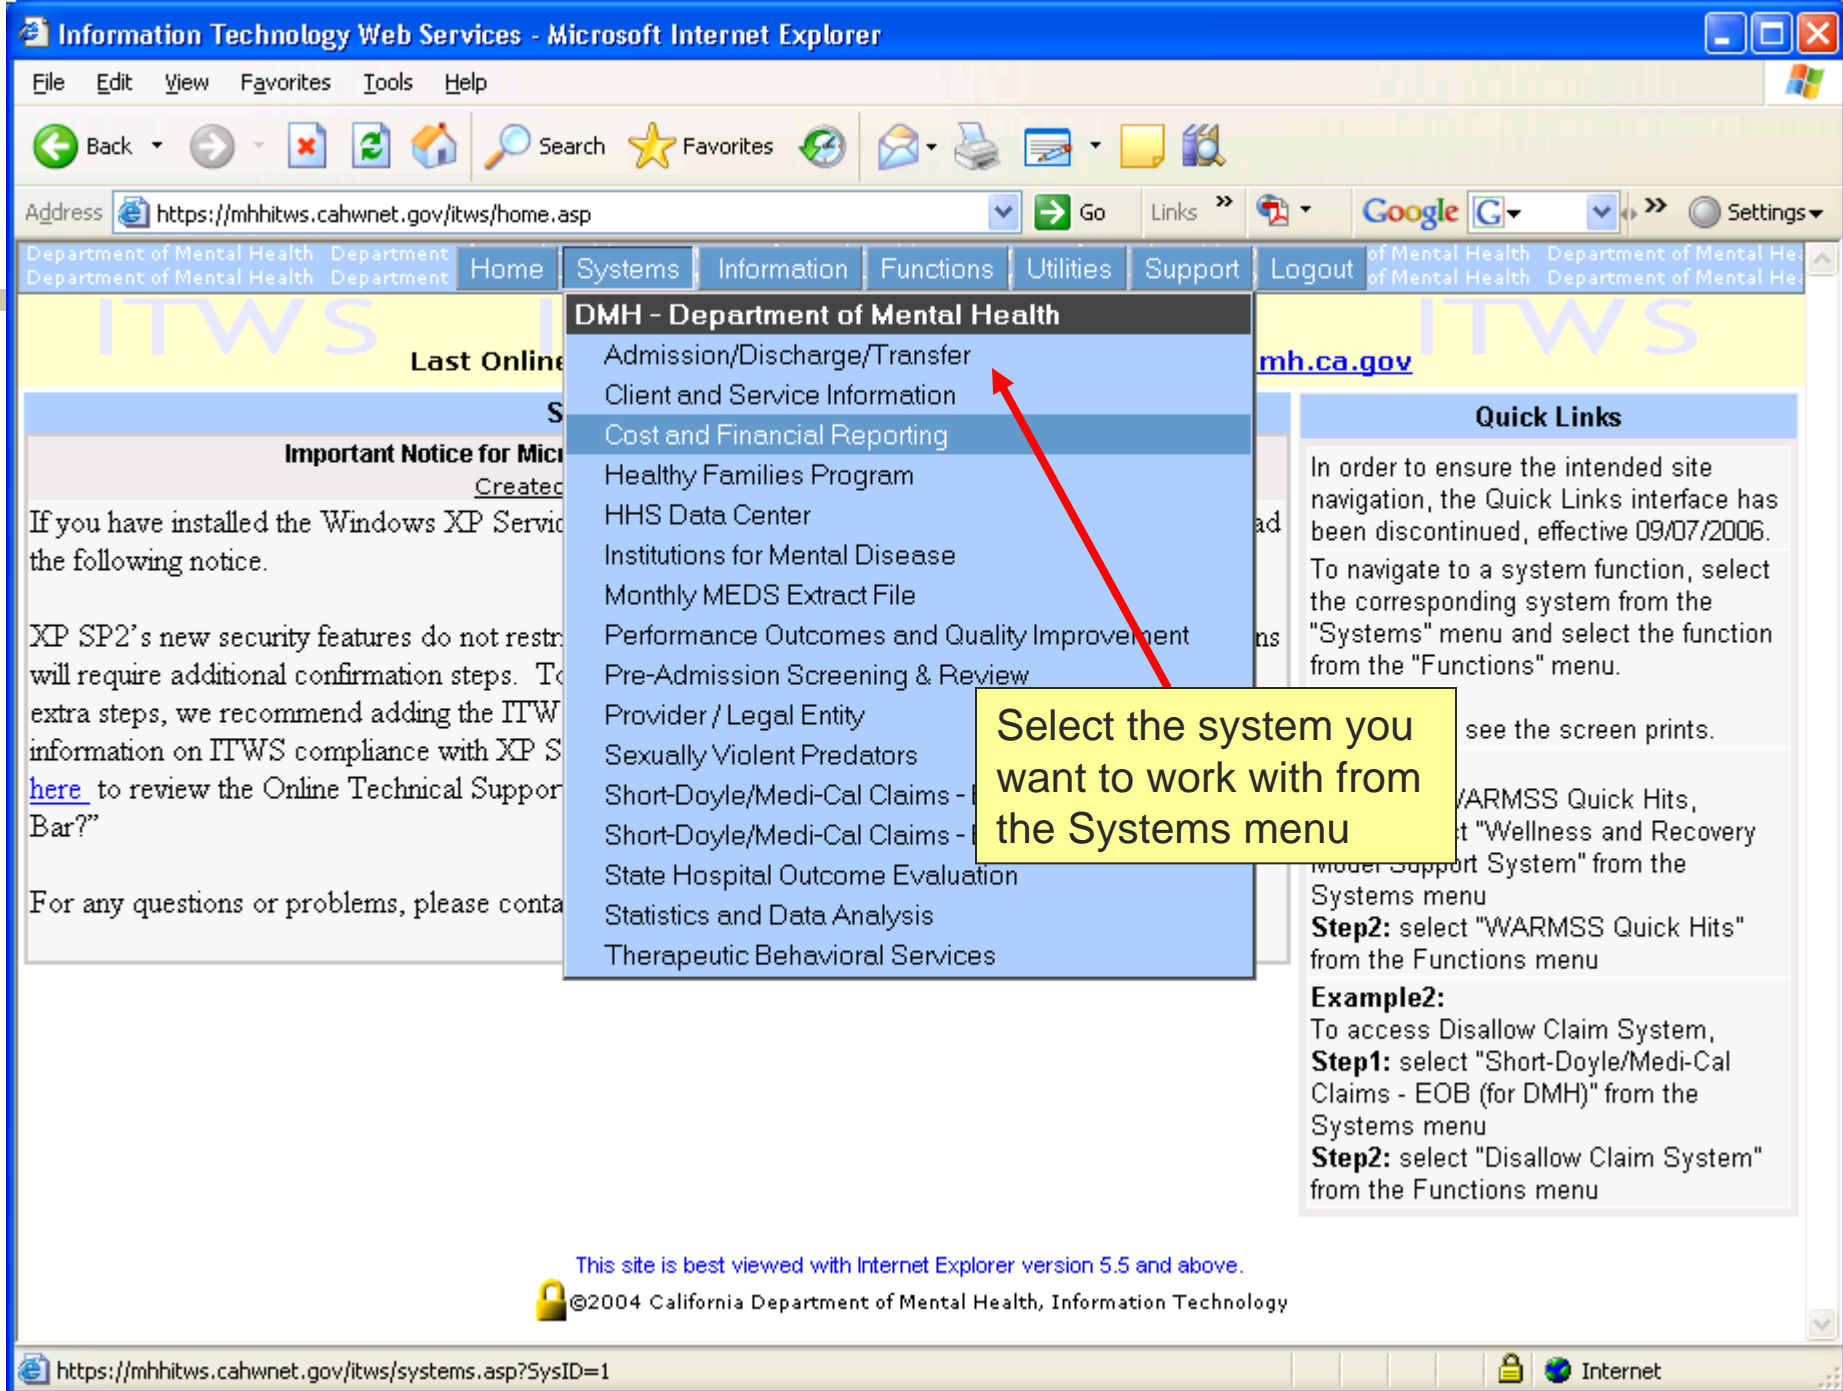 Information Technology Web Services - Microsoft Internet Explorer
File Edit View Favorites Tools Help
Back Search Favorites
Address https://mhhitws.cahwnet.gov/itws/home.asp Go Links » Google G » Settings
Department of Mental Health Department of Mental Health Department of Mental Hea
Department of Mental Health Department of Mental Health Department of Mental Hea
Home Systems Information Functions Utilities Support Logout
ITWS ITWS
Last Online mh.ca.gov
DMH - Department of Mental Health
Admission/Discharge/Transfer
Client and Service Information
Cost and Financial Reporting
Healthy Families Program
HHS Data Center
Institutions for Mental Disease
Monthly MEDS Extract File
Performance Outcomes and Quality Improvement
Pre-Admission Screening & Review
Provider / Legal Entity
Sexually Violent Predators
Short-Doyle/Medi-Cal Claims -
Short-Doyle/Medi-Cal Claims -
State Hospital Outcome Evaluation
Statistics and Data Analysis
Therapeutic Behavioral Services
Select the system you
want to work with from
the Systems menu
S
Important Notice for Micr
Created
If you have installed the Windows XP Servic ad
the following notice.
XP SP2's new security features do not restr ns
will require additional confirmation steps. To
extra steps, we recommend adding the ITW
information on ITWS compliance with XP S
here to review the Online Technical Suppor
Bar?"
For any questions or problems, please conta
Quick Links
In order to ensure the intended site
navigation, the Quick Links interface has
been discontinued, effective 09/07/2006.
To navigate to a system function, select
the corresponding system from the
"Systems" menu and select the function
from the "Functions" menu.
see the screen prints.
WARMSS Quick Hits,
"Wellness and Recovery
Model Support System" from the
Systems menu
Step2: select "WARMSS Quick Hits"
from the Functions menu
Example2:
To access Disallow Claim System,
Step1: select "Short-Doyle/Medi-Cal
Claims - EOB (for DMH)" from the
Systems menu
Step2: select "Disallow Claim System"
from the Functions menu
This site is best viewed with Internet Explorer version 5.5 and above.
©2004 California Department of Mental Health, Information Technology
https://mhhitws.cahwnet.gov/itws/systems.asp?SysID=1 Internet